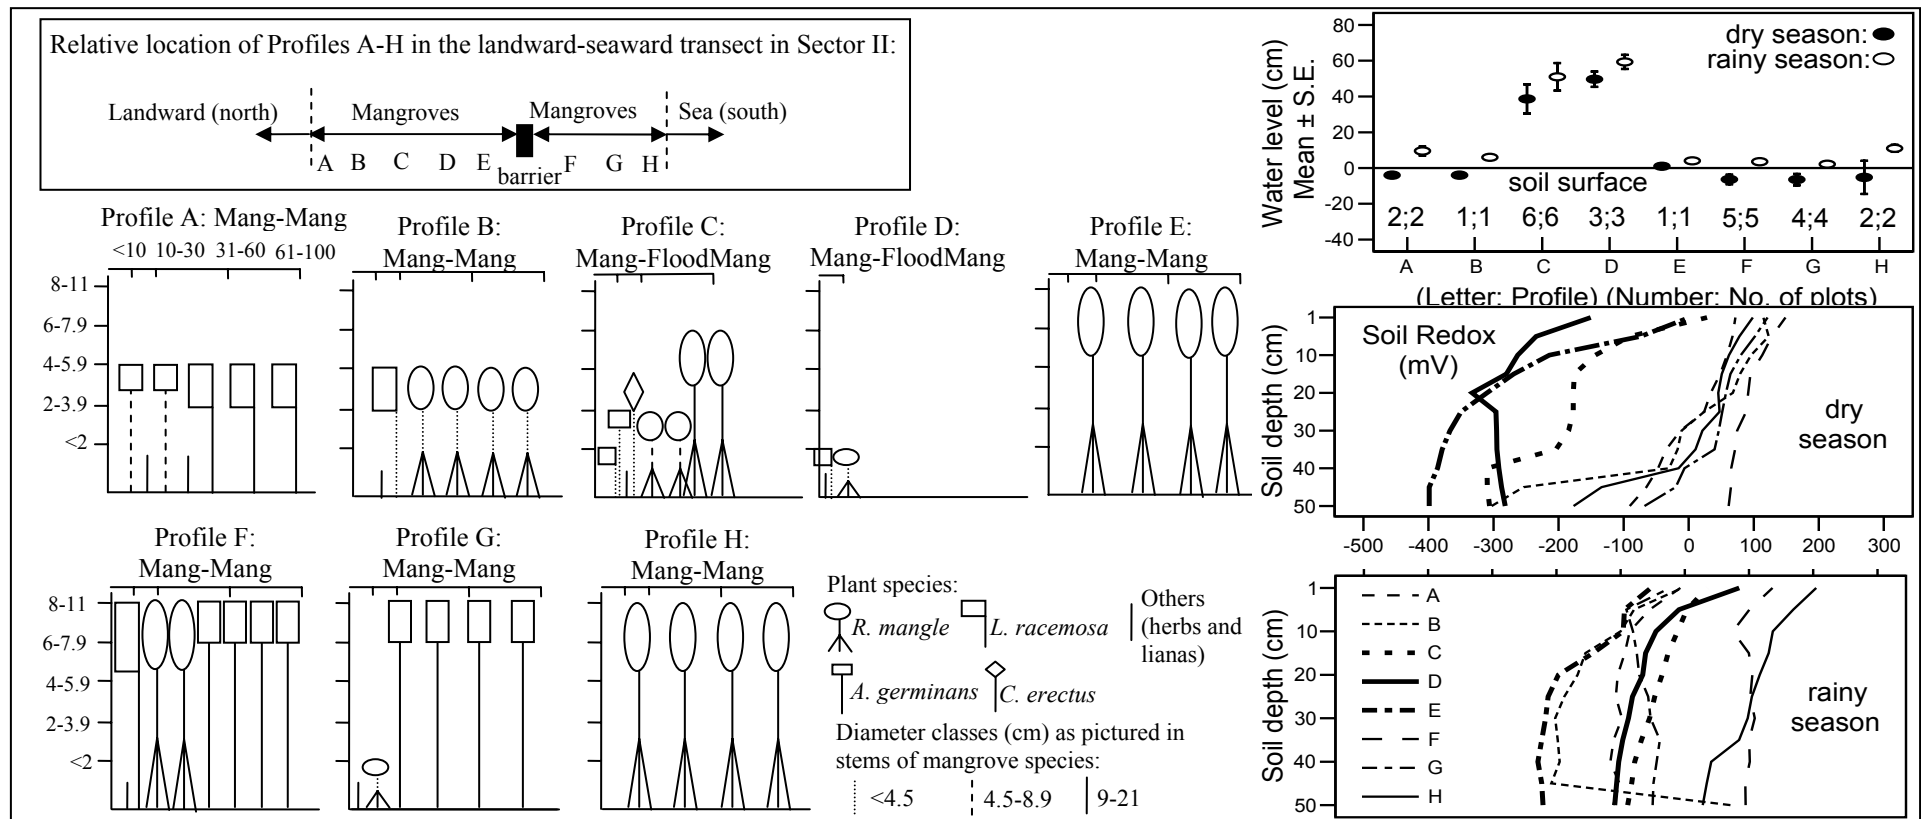 Relative location of Profiles A-H in the landward-seaward transect in Sector II:
Landward (north) Mangroves Mangroves Sea (south)
A B C D E barrier F G H
Profile A: Mang-Mang
<10 10-30 31-60 61-100
8-11
6-7.9
4-5.9
2-3.9
<2
Profile B:
Mang-Mang
Profile C:
Mang-FloodMang
Profile D:
Mang-FloodMang
Profile E:
Mang-Mang
Profile F:
Mang-Mang
8-11
6-7.9
4-5.9
2-3.9
<2
Profile G:
Mang-Mang
Profile H:
Mang-Mang
Plant species:
R. mangle
L. racemosa
Others
(herbs and
lianas)
A. germinans
C. erectus
Diameter classes (cm) as pictured in
stems of mangrove species:
<4.5 4.5-8.9 9-21
Water level (cm)
Mean ± S.E.
80
60
40
20
0
-20
-40
dry season:
rainy season:
soil surface
2;2 1;1 6;6 3;3 1;1 5;5 4;4 2;2
A B C D E F G H
(Letter: Profile) (Number: No. of plots)
Soil depth (cm)
1
10
20
30
40
50
Soil Redox
(mV)
dry
season
-500 -400 -300 -200 -100 0 100 200 300
Soil depth (cm)
1
10
20
30
40
50
A
B
C
D
E
F
G
H
rainy
season